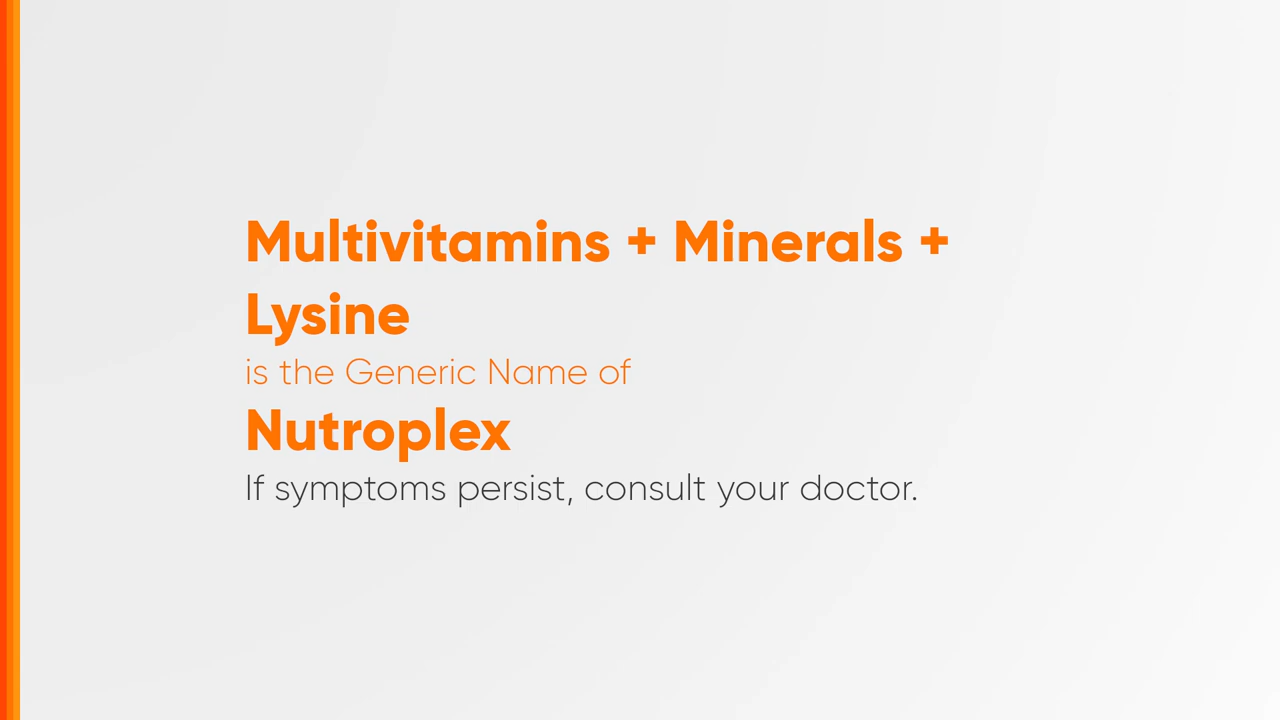 Multivitamins + Minerals +
Lysine
is the Generic Name of
Nutroplex
If symptoms persist, consult your doctor.